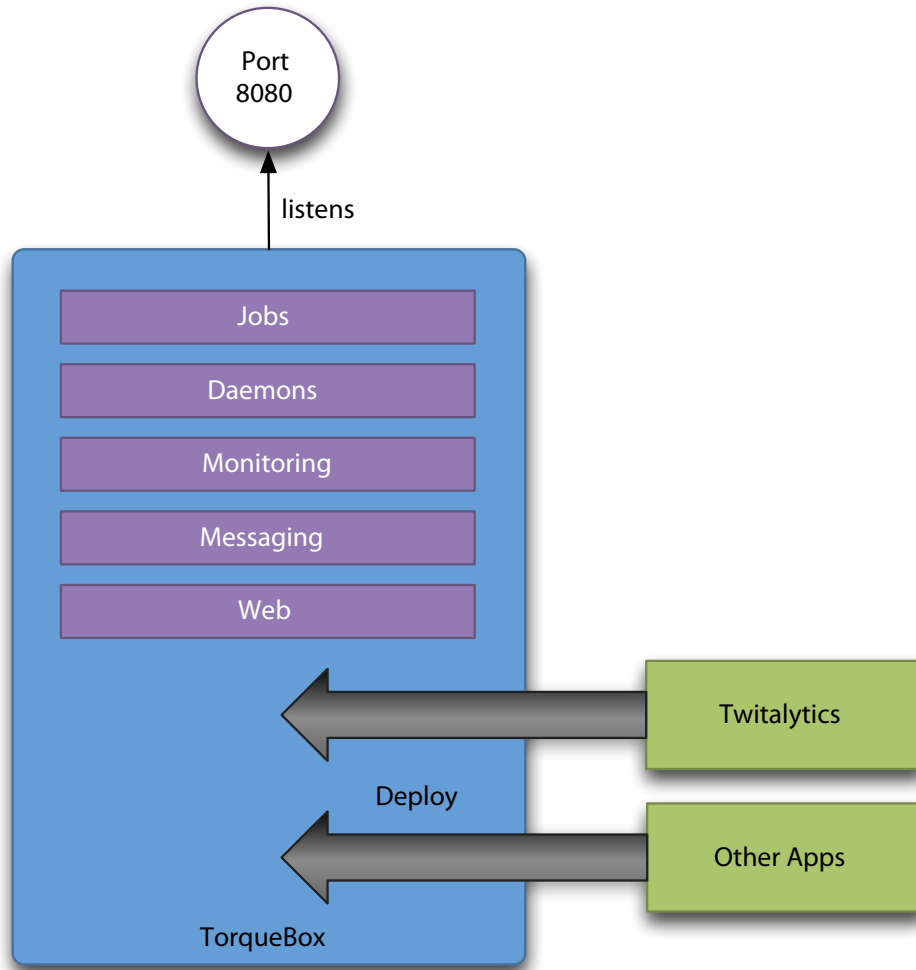 Port
8080
listens
Jobs
Daemons
Monitoring
Messaging
Web
Twitalytics
Deploy
Other Apps
TorqueBox